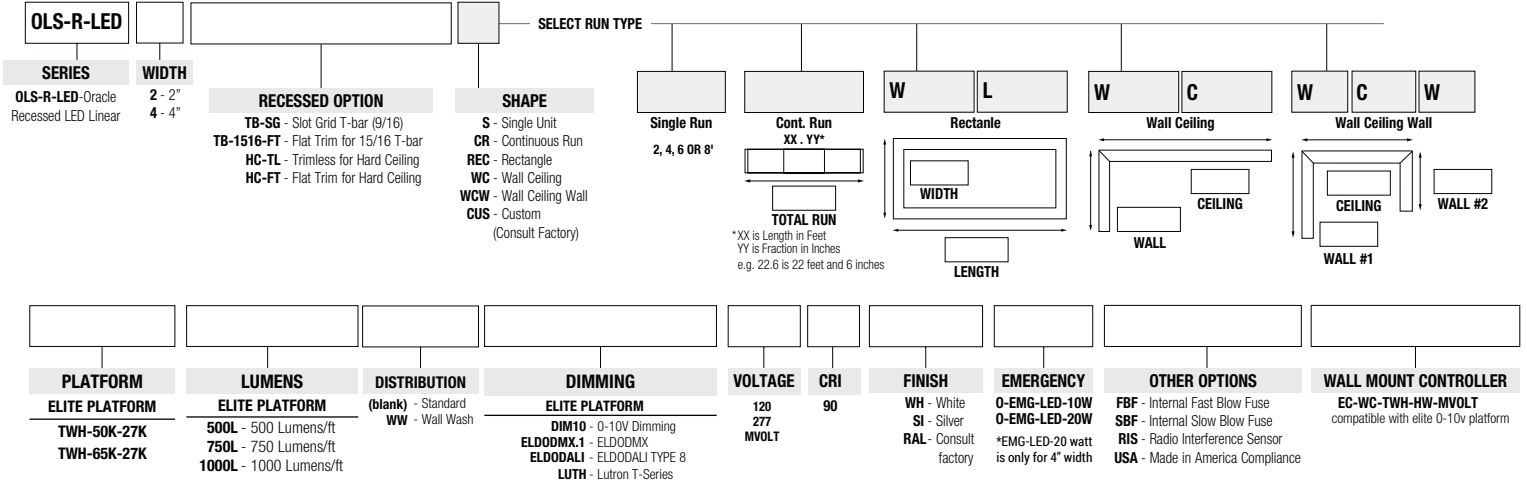 OLS-R-LED
SELECT RUN TYPE
SERIES
OLS-R-LED-Oracle
Recessed LED Linear
WIDTH
2 - 2"
4 - 4"
RECESSED OPTION
TB-SG - Slot Grid T-bar (9/16)
TB-1516-FT - Flat Trim for 15/16 T-bar
HC-TL - Trimless for Hard Ceiling
HC-FT - Flat Trim for Hard Ceiling
SHAPE
S - Single Unit
CR - Continuous Run
REC - Rectangle
WC - Wall Ceiling
WCW - Wall Ceiling Wall
CUS - Custom
(Consult Factory)
Single Run
2, 4, 6 OR 8'
Cont. Run
XX . YY*
TOTAL RUN
*XX is Length in Feet
YY is Fraction in Inches
e.g. 22.6 is 22 feet and 6 inches
W L
Rectanle
WIDTH
LENGTH
W C
Wall Ceiling
CEILING
WALL
W C W
Wall Ceiling Wall
CEILING
WALL #2
WALL #1
PLATFORM
ELITE PLATFORM
TWH-50K-27K
TWH-65K-27K
LUMENS
ELITE PLATFORM
500L - 500 Lumens/ft
750L - 750 Lumens/ft
1000L - 1000 Lumens/ft
DISTRIBUTION
(blank) - Standard
WW - Wall Wash
DIMMING
ELITE PLATFORM
DIM10 - 0-10V Dimming
ELDODMX.1 - ELDODMX
ELDODALI - ELDODALI TYPE 8
LUTH - Lutron T-Series
VOLTAGE
120
277
MVOLT
CRI
90
FINISH
WH - White
SI - Silver
RAL - Consult
factory
EMERGENCY
O-EMG-LED-10W
O-EMG-LED-20W
*EMG-LED-20 watt
is only for 4" width
OTHER OPTIONS
FBF - Internal Fast Blow Fuse
SBF - Internal Slow Blow Fuse
RIS - Radio Interference Sensor
USA - Made in America Compliance
WALL MOUNT CONTROLLER
EC-WC-TWH-HW-MVOLT
compatible with elite 0-10v platform